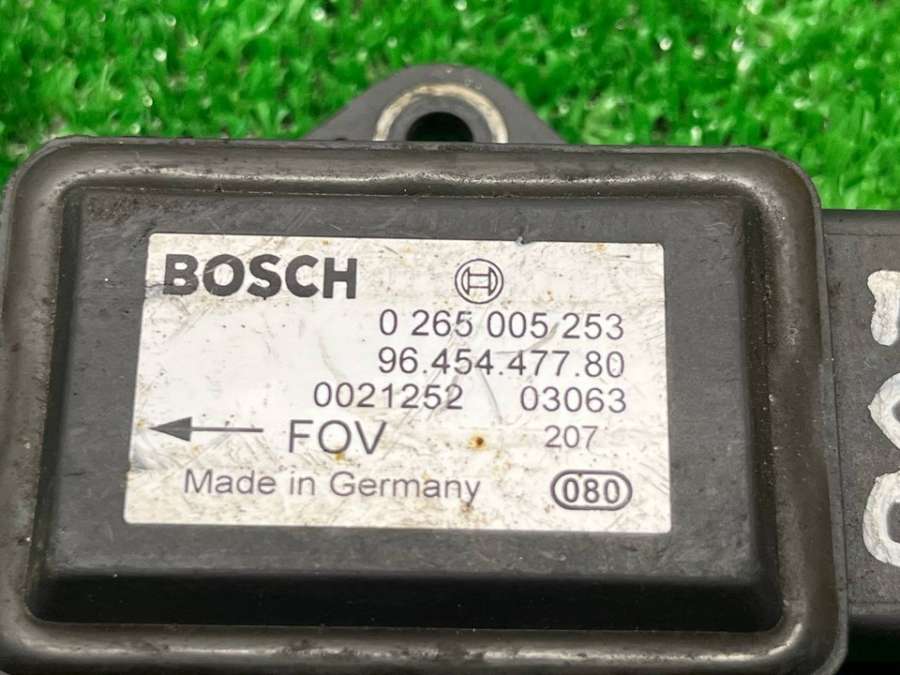 BOSCH
0 265 005 253
96.454.477.80
0021252 03063
FOV 207
Made in Germany 080